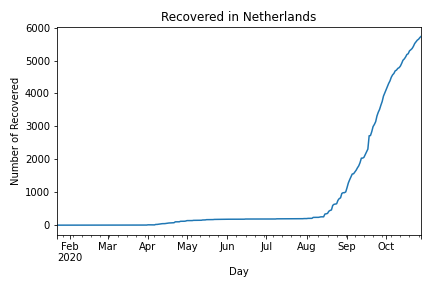 Recovered in Netherlands
Number of Recovered
6000
5000
4000
3000
2000
1000
0
Feb Mar Apr May Jun Jul Aug Sep Oct
2020
Day